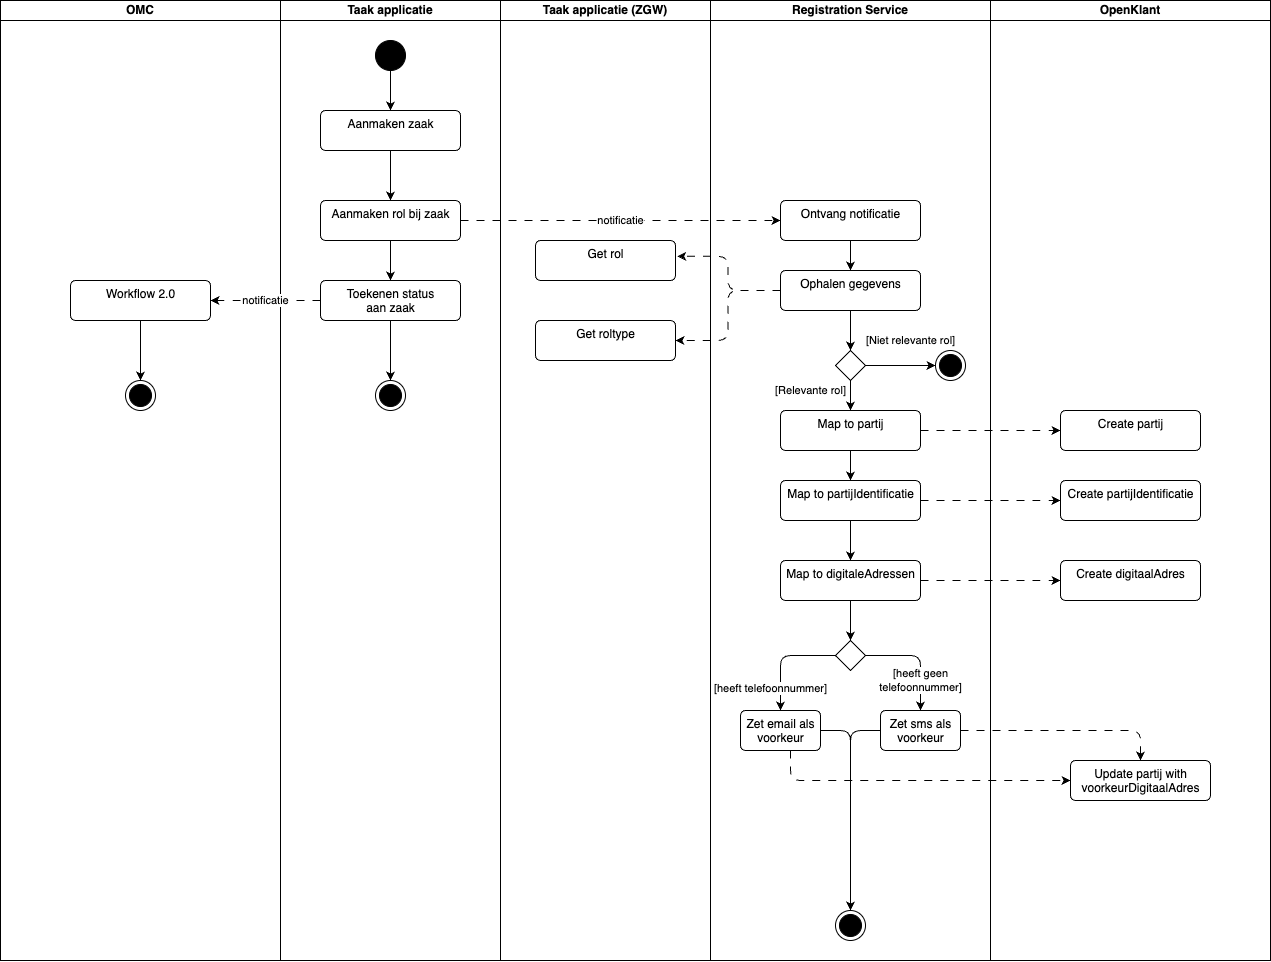 OMC
Taak applicatie
Taak applicatie (ZGW)
Registration Service
OpenKlant
Aanmaken zaak
Aanmaken rol bij zaak
notificatie
Ontvang notificatie
Get rol
Workflow 2.0
notificatie
Toekenen status
aan zaak
Ophalen gegevens
Get roltype
[Niet relevante rol]
[Relevante rol]
Map to partij
Create partij
Map to partijIdentificatie
Create partijIdentificatie
Map to digitaleAdressen
Create digitaalAdres
[heeft telefoonnummer]
[heeft geen
telefoonnummer]
Zet email als
voorkeur
Zet sms als
voorkeur
Update partij with
voorkeurDigitaalAdres